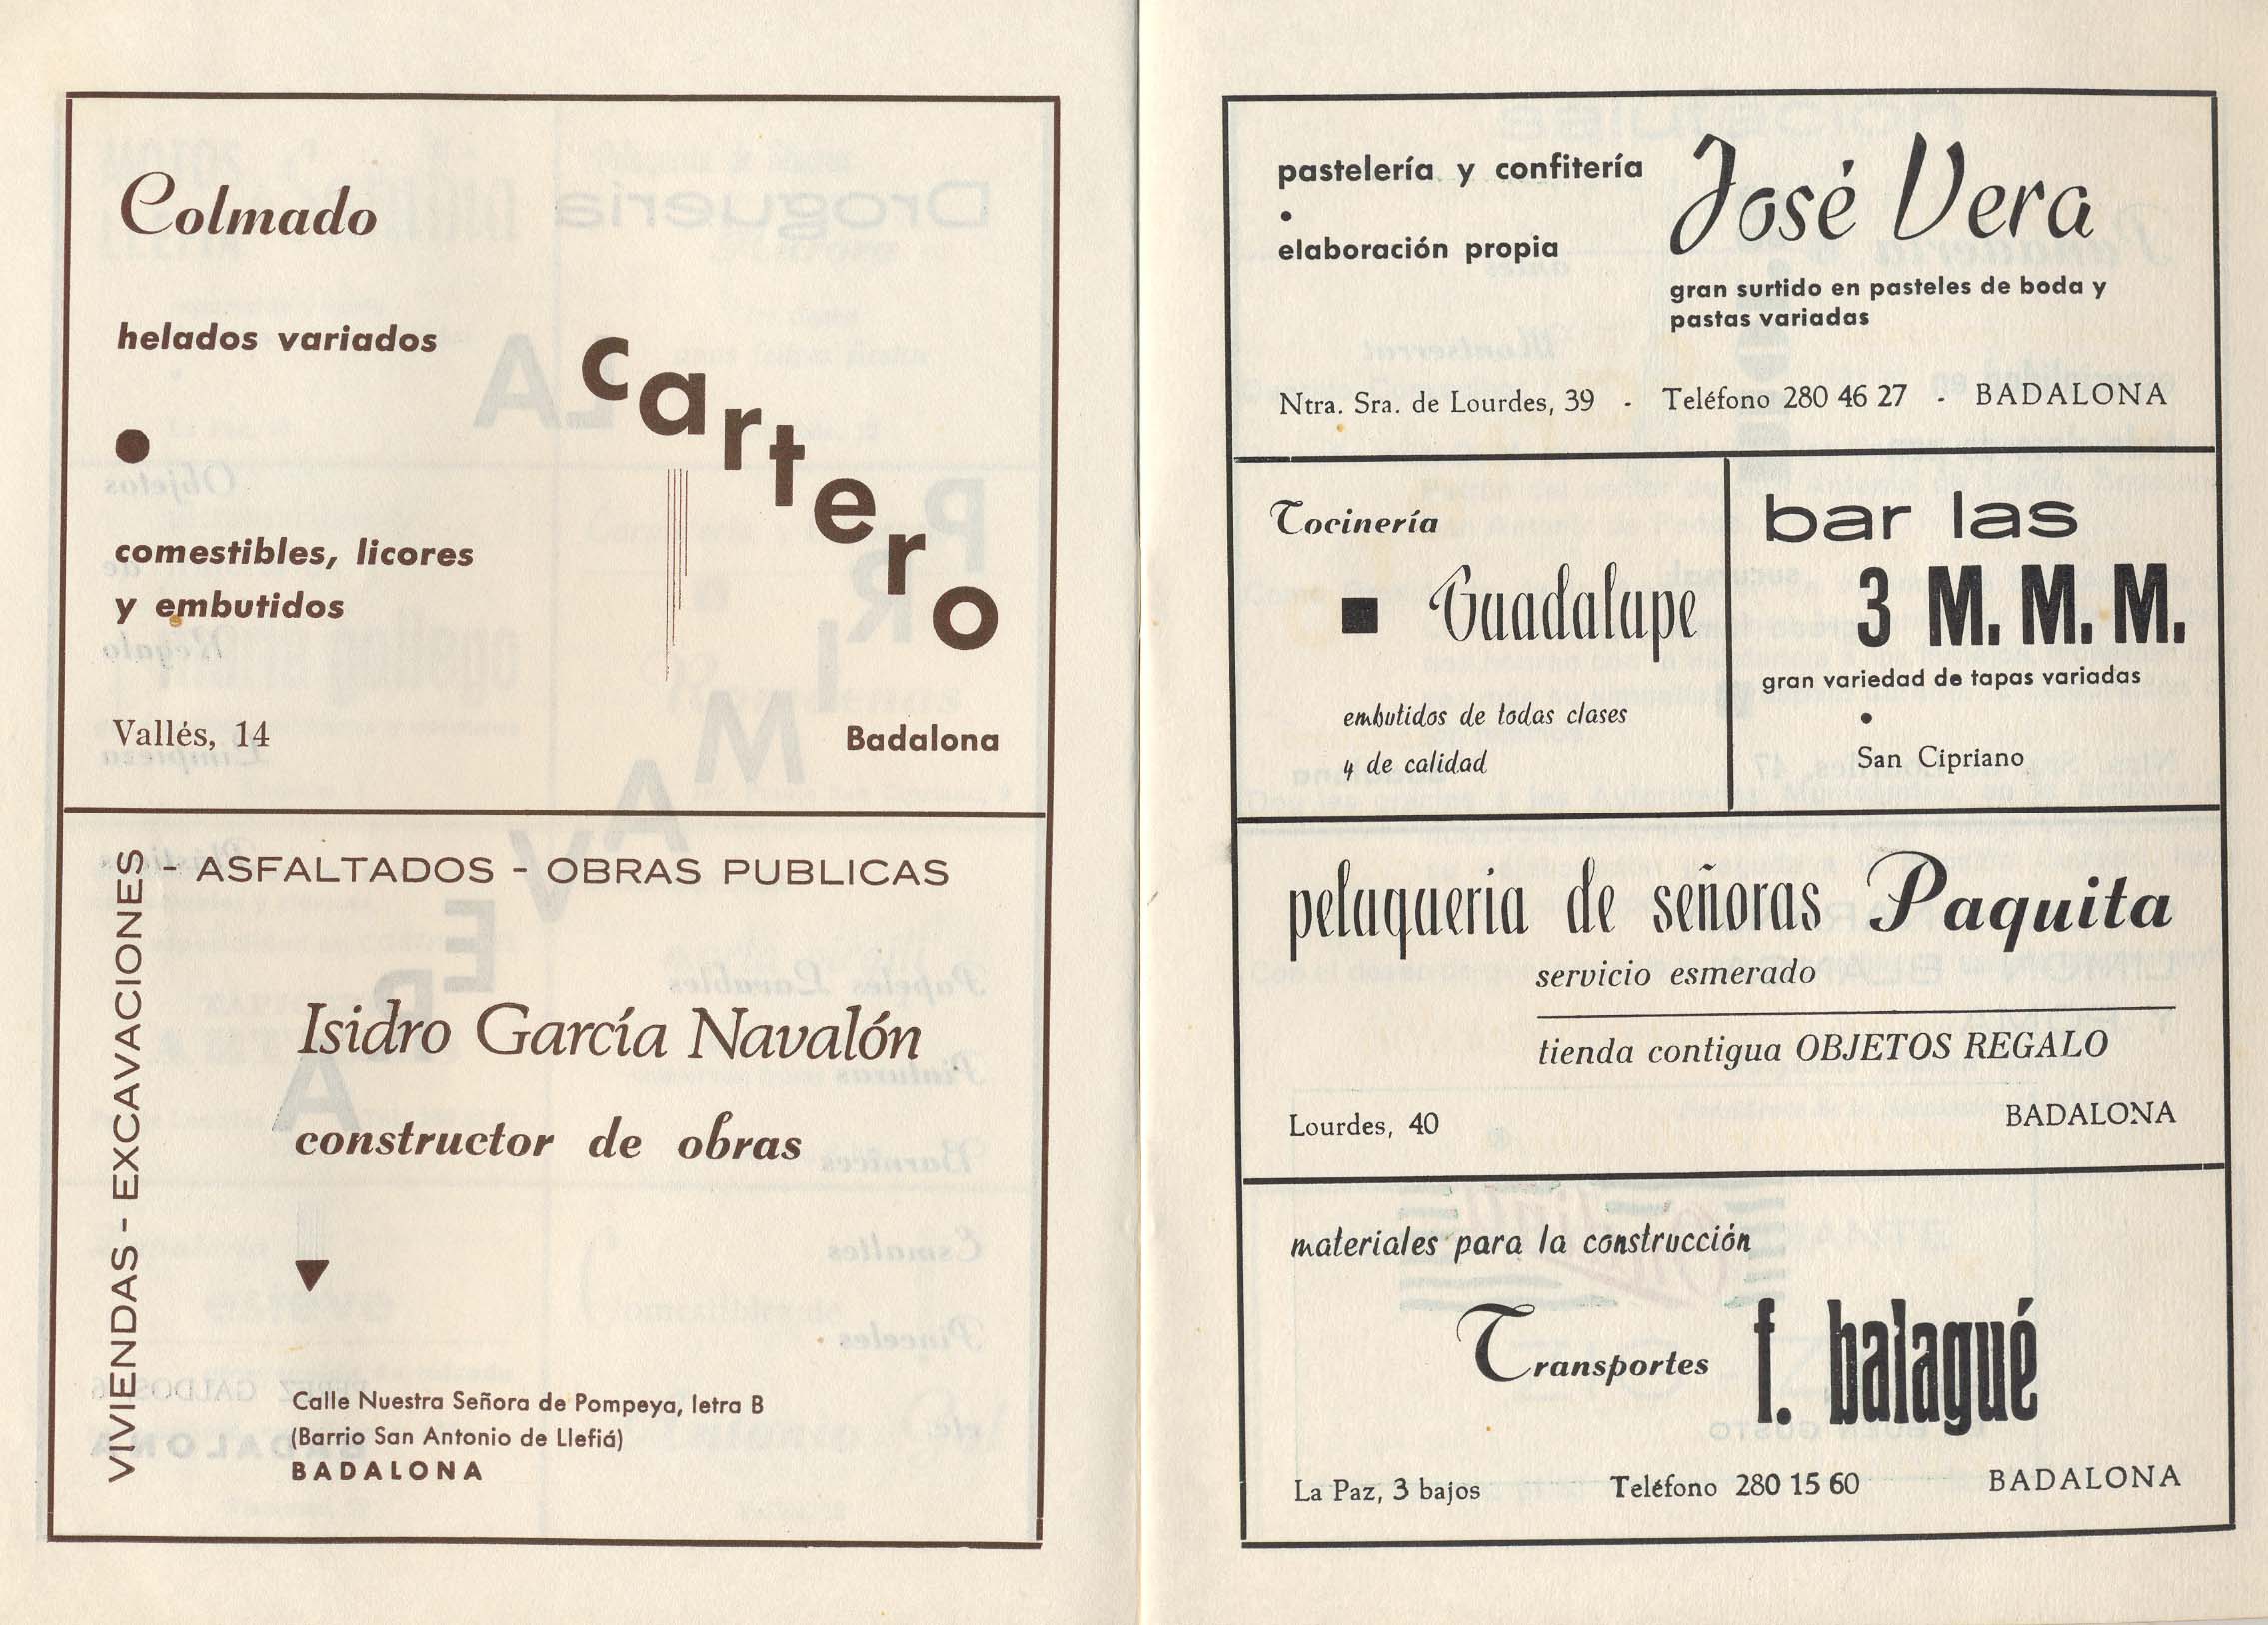 Colmado
helados variados
cartero
comestibles, licores
y embutidos
Vallés, 14
Badalona
VIVIENDAS - EXCAVACIONES - ASFALTADOS - OBRAS PUBLICAS
Isidro García Navalón
constructor de obras
Calle Nuestra Señora de Pompeya, letra B
(Barrio San Antonio de Llefiá)
BADALONA
pastelería y confitería
•
elaboración propia
José Vera
gran surtido en pasteles de boda y
pastas variadas
Ntra. Sra. de Lourdes, 39 - Teléfono 280 46 27 - BADALONA
Tocinería
Guadalupe
embutidos de todas clases
y de calidad
bar las
3 M. M. M.
gran variedad de tapas variadas
•
San Cipriano
peluqueria de señoras Paquita
servicio esmerado
tienda contigua OBJETOS REGALO
Lourdes, 40 BADALONA
materiales para la construcción
Transportes f. balagué
La Paz, 3 bajos Teléfono 280 15 60 BADALONA